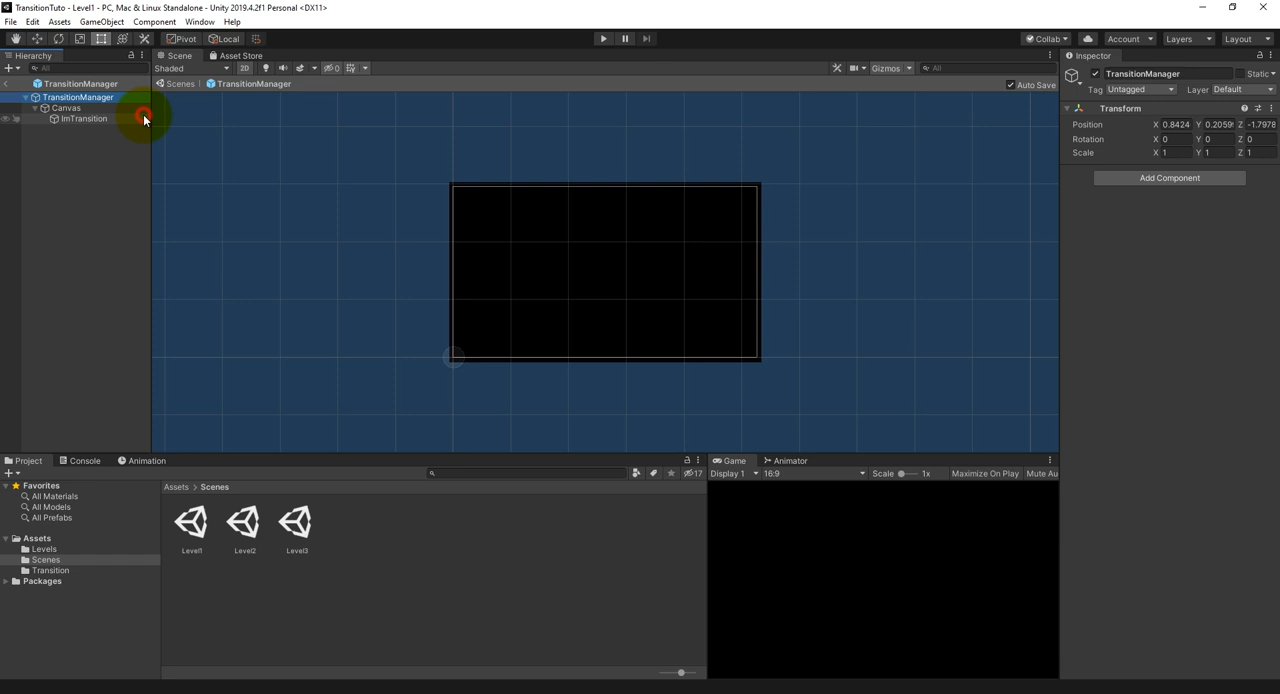 TransitionTuto - Level1 - PC, Mac & Linux Standalone - Unity 2019.4.2f1 Personal <DX11>
File Edit Assets GameObject Component Window Help
Pivot Local Collab Account Layers Layout
Hierarchy Scene Asset Store Inspector
All Shaded 2D 0 Gizmos All TransitionManager Static
TransitionManager Scenes TransitionManager Auto Save
Tag Untagged Layer Default
TransitionManager
Canvas Transform
ImTransition
Position X 0.8424 Y 0.2059 Z -1.7978
Rotation X 0 Y 0 Z 0
Scale X 1 Y 1 Z 1
Add Component
Project Console Animation Game Animator
17 Display 1 16:9 Scale 1x Maximize On Play Mute Au
Favorites Assets > Scenes
All Materials
All Models
All Prefabs
Assets
Levels Level1 Level2 Level3
Scenes
Transition
Packages